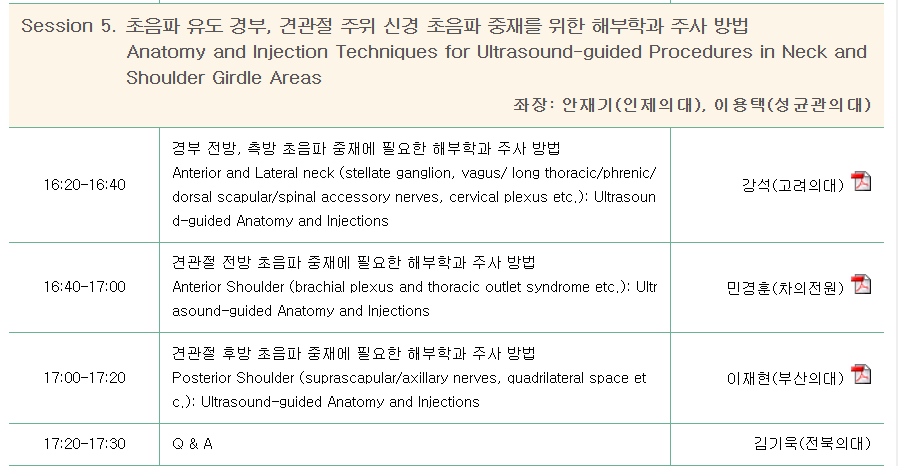 Session 5. 초음파 유도 경부, 견관절 주위 신경 초음파 중재를 위한 해부학과 주사 방법
Anatomy and Injection Techniques for Ultrasound-guided Procedures in Neck and
Shoulder Girdle Areas
좌장: 안재기(인제의대), 이용택(성균관의대)
16:20-16:40
경부 전방, 측방 초음파 중재에 필요한 해부학과 주사 방법
Anterior and Lateral neck (stellate ganglion, vagus/ long thoracic/phrenic/
dorsal scapular/spinal accessory nerves, cervical plexus etc.): Ultrasoun
d-guided Anatomy and Injections
강석(고려의대)
16:40-17:00
견관절 전방 초음파 중재에 필요한 해부학과 주사 방법
Anterior Shoulder (brachial plexus and thoracic outlet syndrome etc.): Ultr
asound-guided Anatomy and Injections
민경훈(차의전원)
17:00-17:20
견관절 후방 초음파 중재에 필요한 해부학과 주사 방법
Posterior Shoulder (suprascapular/axillary nerves, quadrilateral space et
c.): Ultrasound-guided Anatomy and Injections
이재현(부산의대)
17:20-17:30
Q & A
김기욱(전북의대)